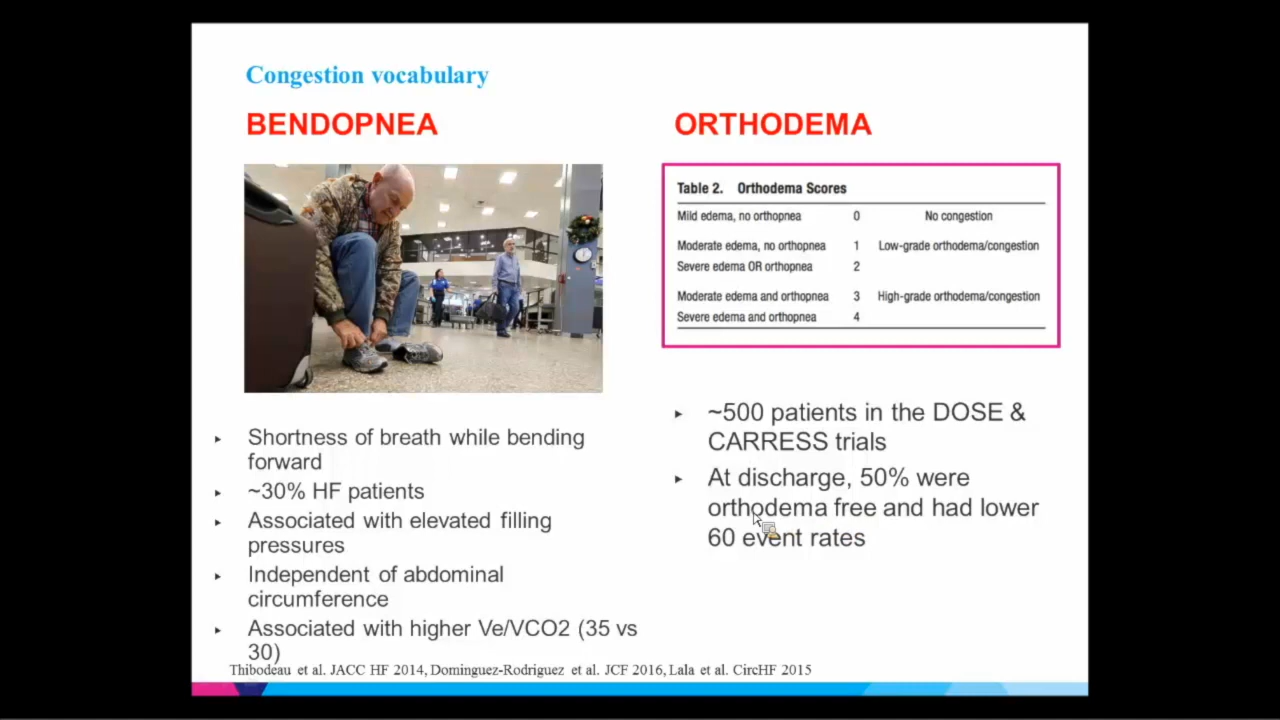 Congestion vocabulary
BENDOPNEA
Shortness of breath while bending
forward
~30% HF patients
Associated with elevated filling
pressures
Independent of abdominal
circumference
Associated with higher Ve/VCO2 (35 vs
30)
ORTHODEMA
Table 2. Orthodema Scores
Mild edema, no orthopnea 0 No congestion
Moderate edema, no orthopnea 1 Low-grade orthodema/congestion
Severe edema OR orthopnea 2
Moderate edema and orthopnea 3 High-grade orthodema/congestion
Severe edema and orthopnea 4
~500 patients in the DOSE &
CARRESS trials
At discharge, 50% were
orthodema free and had lower
60 event rates
Thibodeau et al. JACC HF 2014, Dominguez-Rodriguez et al. JCF 2016, Lala et al. CircHF 2015